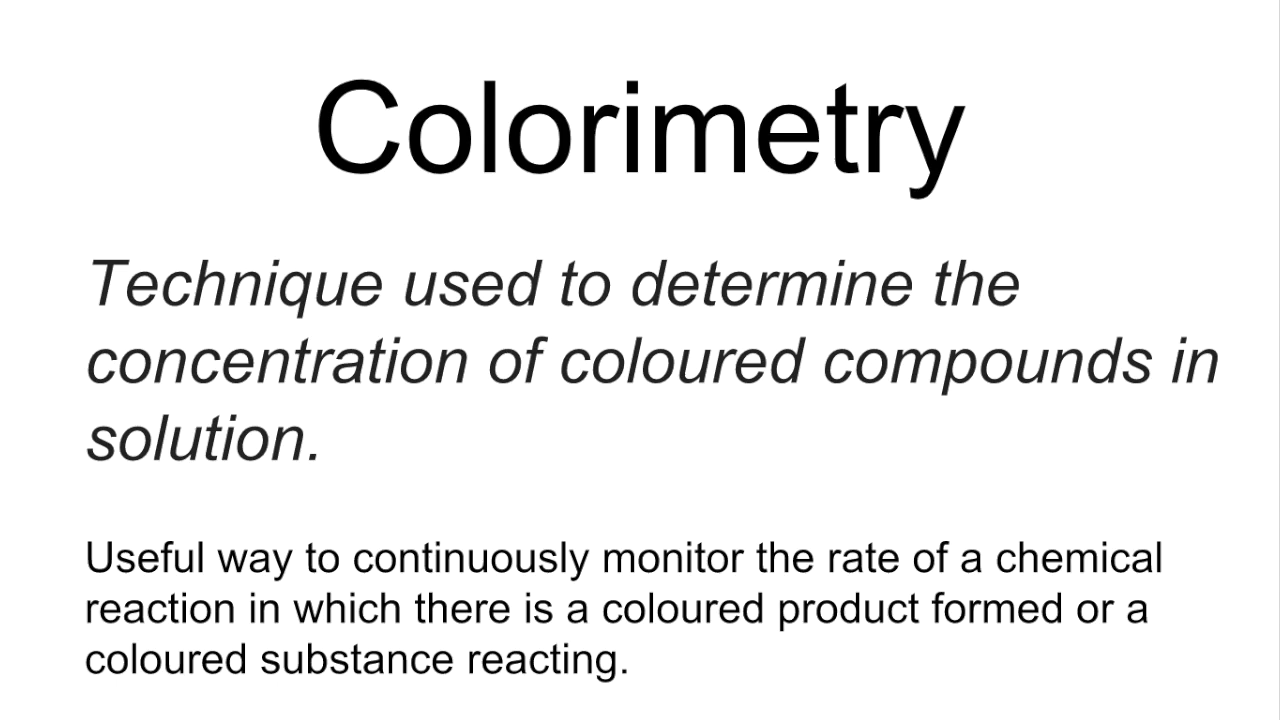 Colorimetry
Technique used to determine the
concentration of coloured compounds in
solution.
Useful way to continuously monitor the rate of a chemical
reaction in which there is a coloured product formed or a
coloured substance reacting.